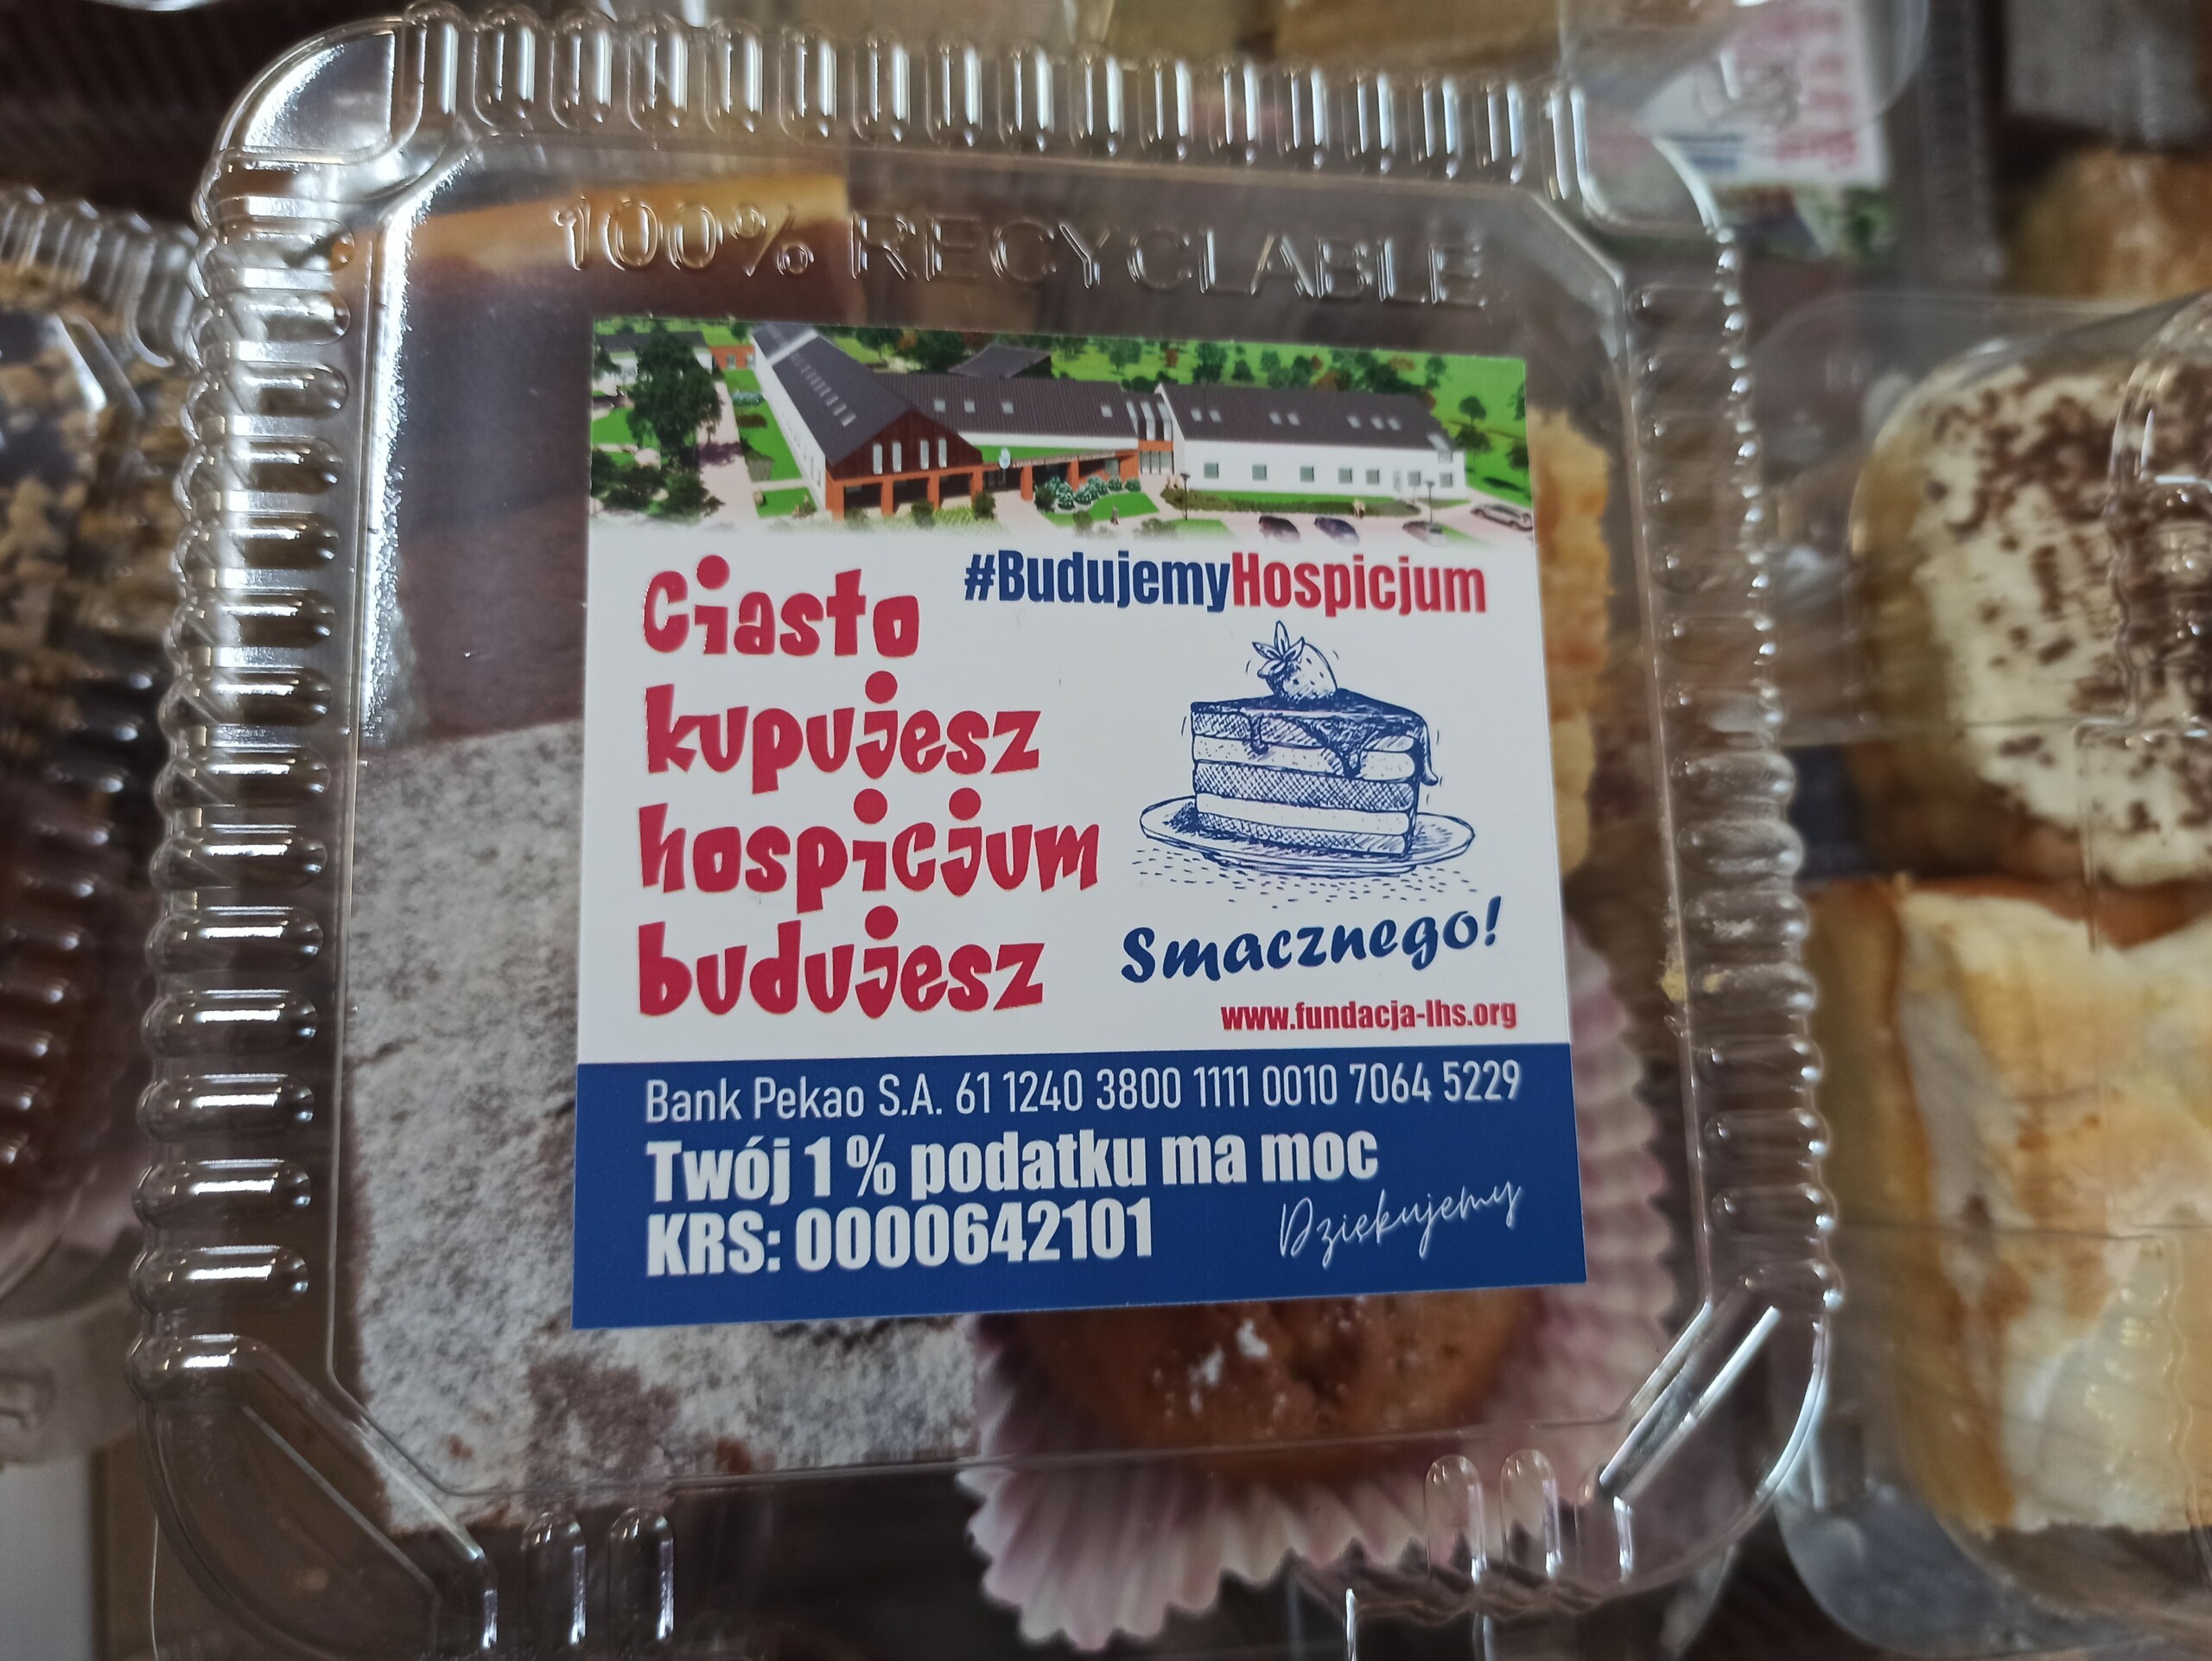 100% RECYCLABLE
#BudujemyHospicjum
Ciasto
kupujesz
hospicjum
budujesz
Smacznego!
www.fundacja-lhs.org
Bank Pekao S.A. 61 1240 3800 1111 0010 7064 5229
Twój 1 % podatku ma moc
KRS: 0000642101
Dziękujemy